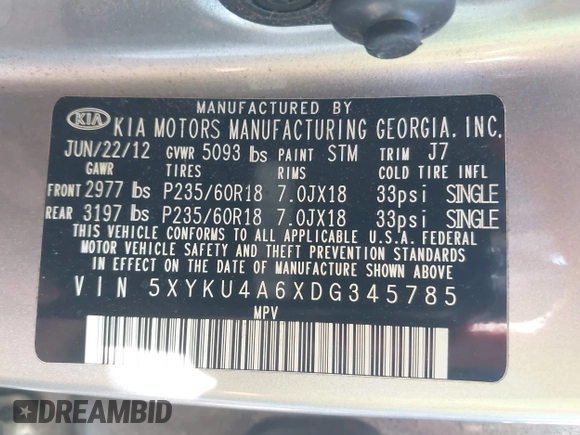 MANUFACTURED BY
KIA KIA MOTORS MANUFACTURING GEORGIA. INC.
JUN/22/12 GVWR 5093 lbs PAINT STM TRIM J7
GAWR TIRES RIMS COLD TIRE INFL
FRONT 2977 lbs P235/60R18 7.0JX18 33psi SINGLE
REAR 3197 lbs P235/60R18 7.0JX18 33psi SINGLE
THIS VEHICLE CONFORMS TO ALL APPLICABLE U.S.A. FEDERAL
MOTOR VEHICLE SAFETY AND THEFT PREVENTION STANDARDS
IN EFFECT ON THE DATE OF MANUFACTURE SHOWN ABOVE.
VIN 5XYKU4A6XDG345785
MPV
DREAMBID